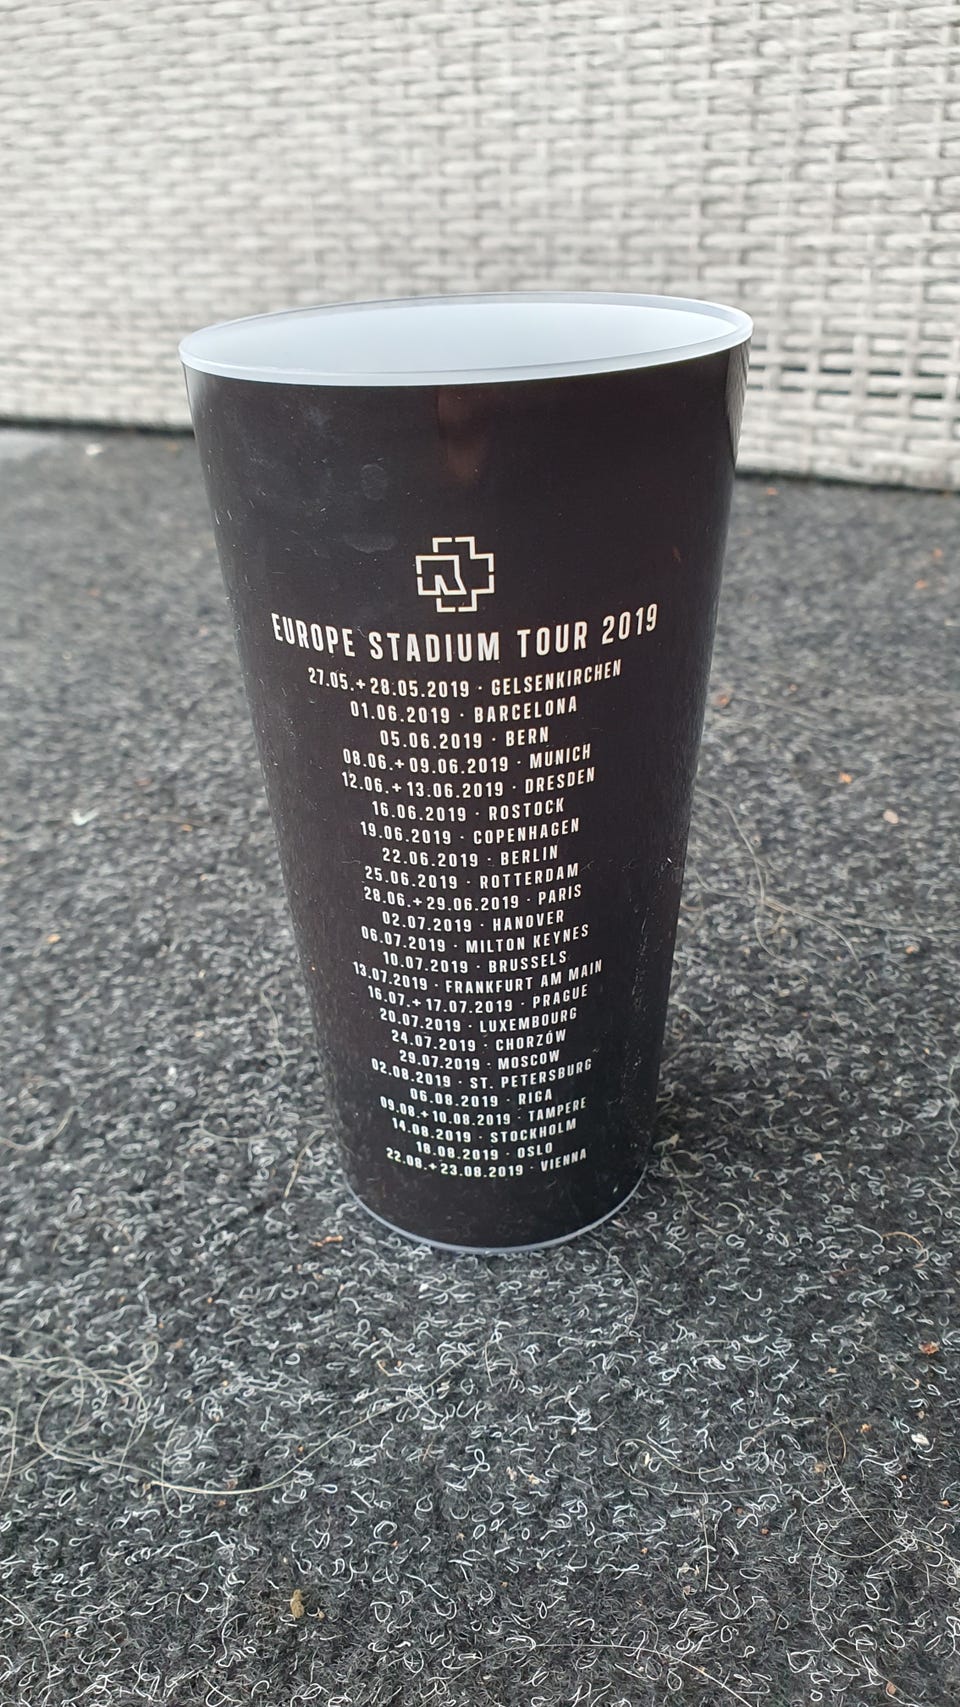 EUROPE STADIUM TOUR 2019
27.05.+28.05.2019 · GELSENKIRCHEN
01.06.2019 · BARCELONA
05.06.2019 · BERN
08.06.+09.06.2019 · MUNICH
12.06.+13.06.2019 · DRESDEN
16.06.2019 · ROSTOCK
19.06.2019 · COPENHAGEN
22.06.2019 · BERLIN
25.06.2019 · ROTTERDAM
28.06.+29.06.2019 · PARIS
02.07.2019 · HANOVER
06.07.2019 · MILTON KEYNES
10.07.2019 · BRUSSELS
13.07.2019 · FRANKFURT AM MAIN
16.07.+17.07.2019 · PRAGUE
20.07.2019 · LUXEMBOURG
24.07.2019 · CHORZÓW
29.07.2019 · MOSCOW
02.08.2019 · ST. PETERSBURG
06.08.2019 · RIGA
09.08.+10.08.2019 · TAMPERE
14.08.2019 · STOCKHOLM
18.08.2019 · OSLO
22.08.+23.08.2019 · VIENNA